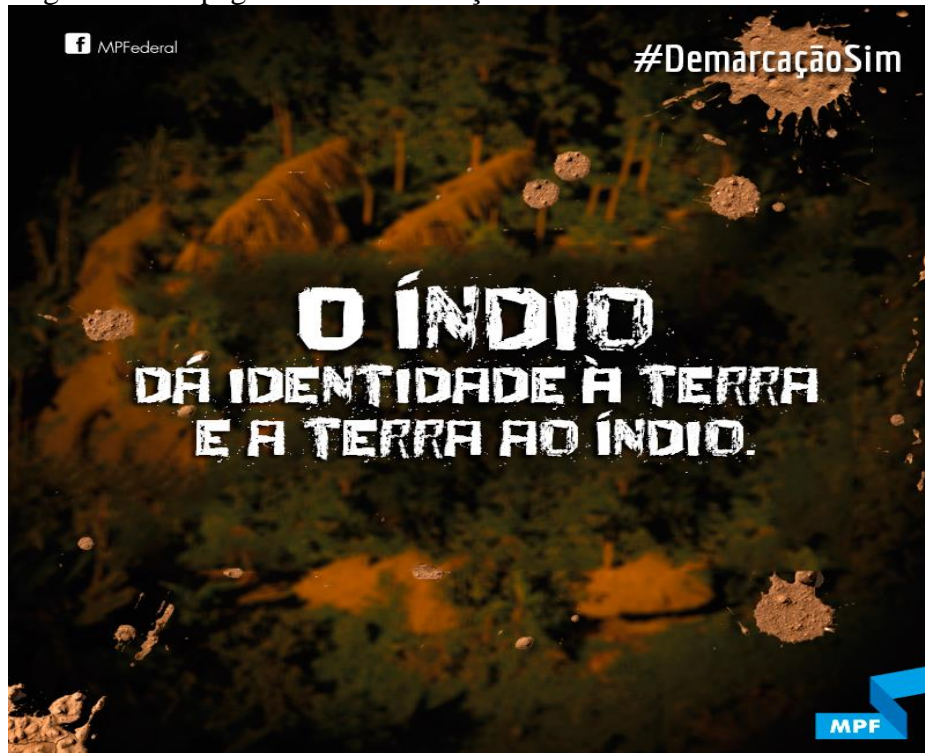 MPFederal
#DemarcaçãoSim
O ÍNDIO
DÁ IDENTIDADE À TERRA
E A TERRA AO ÍNDIO.
MPF